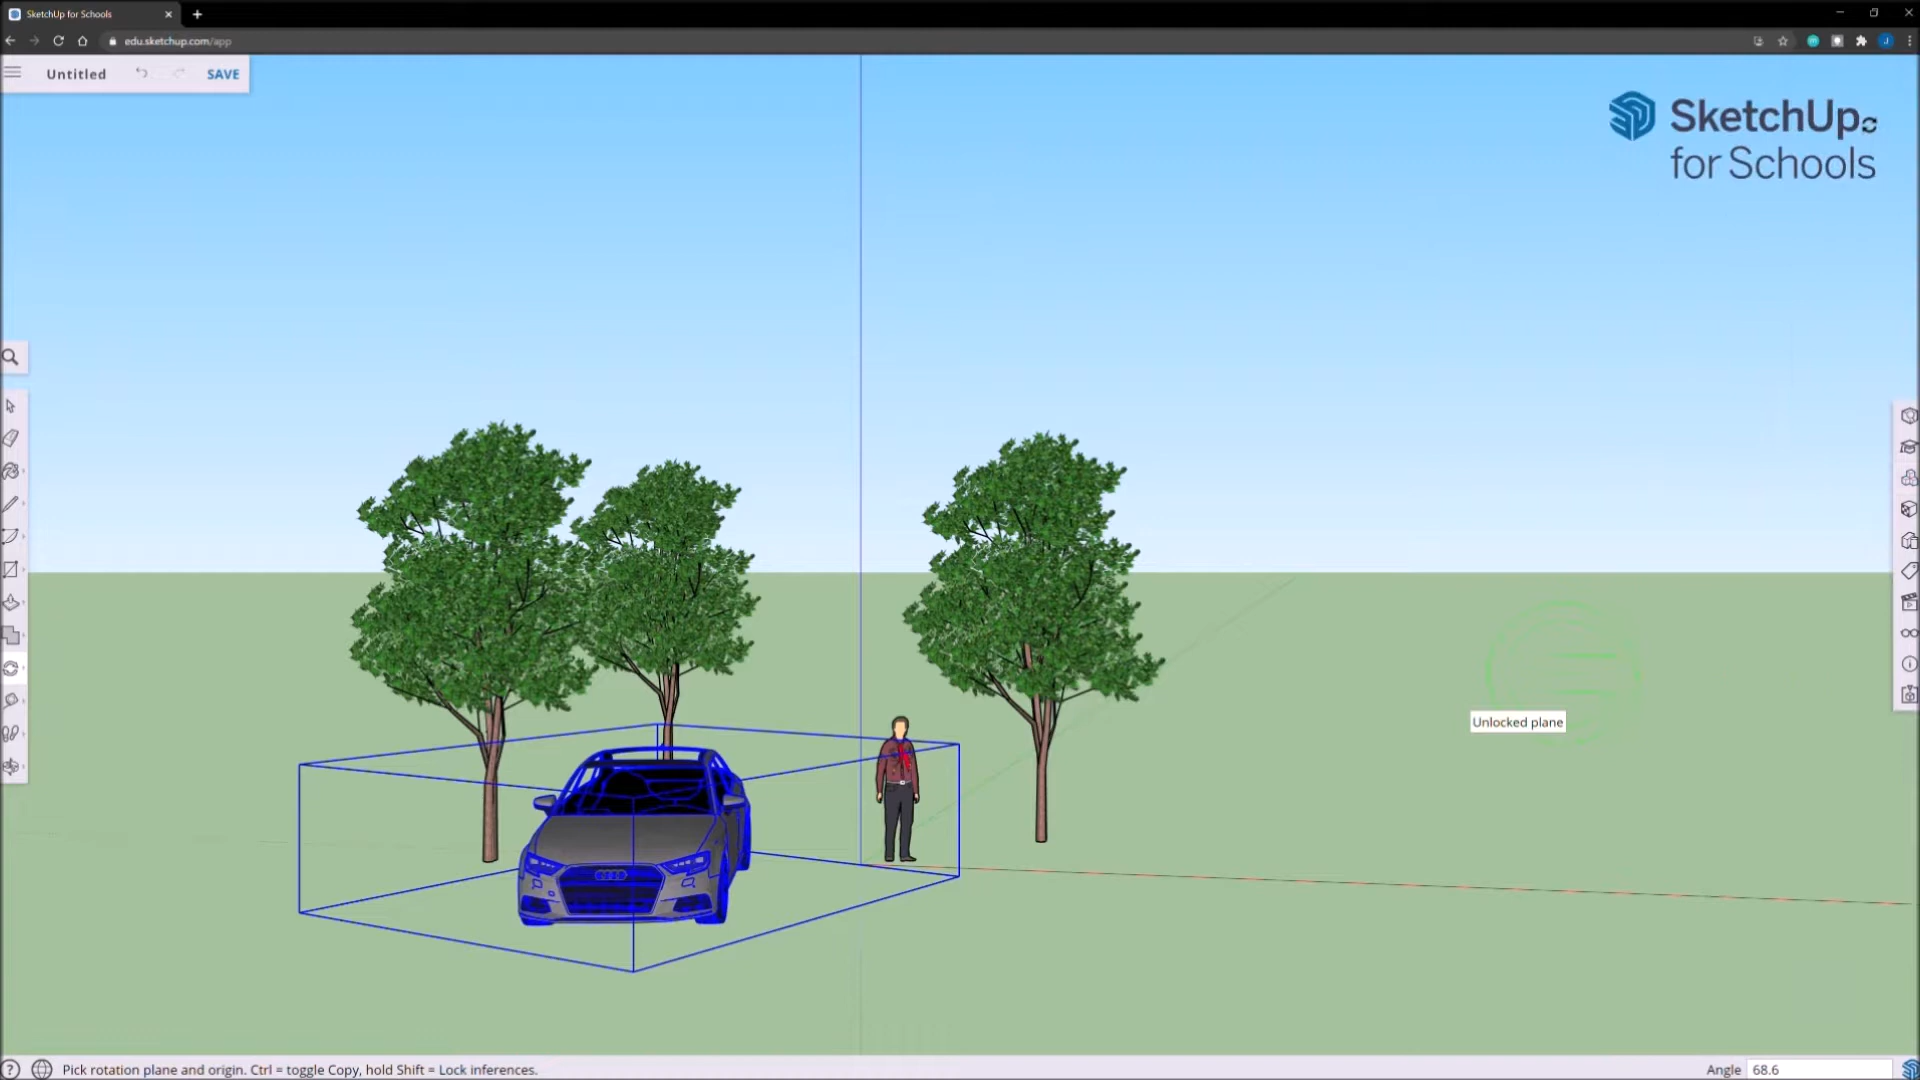 SketchUp for Schools
edu.sketchup.com/app
Untitled
SAVE
SketchUp
for Schools
Unlocked plane
Pick rotation plane and origin. Ctrl = toggle Copy, hold Shift = Lock inferences.
Angle 68.6